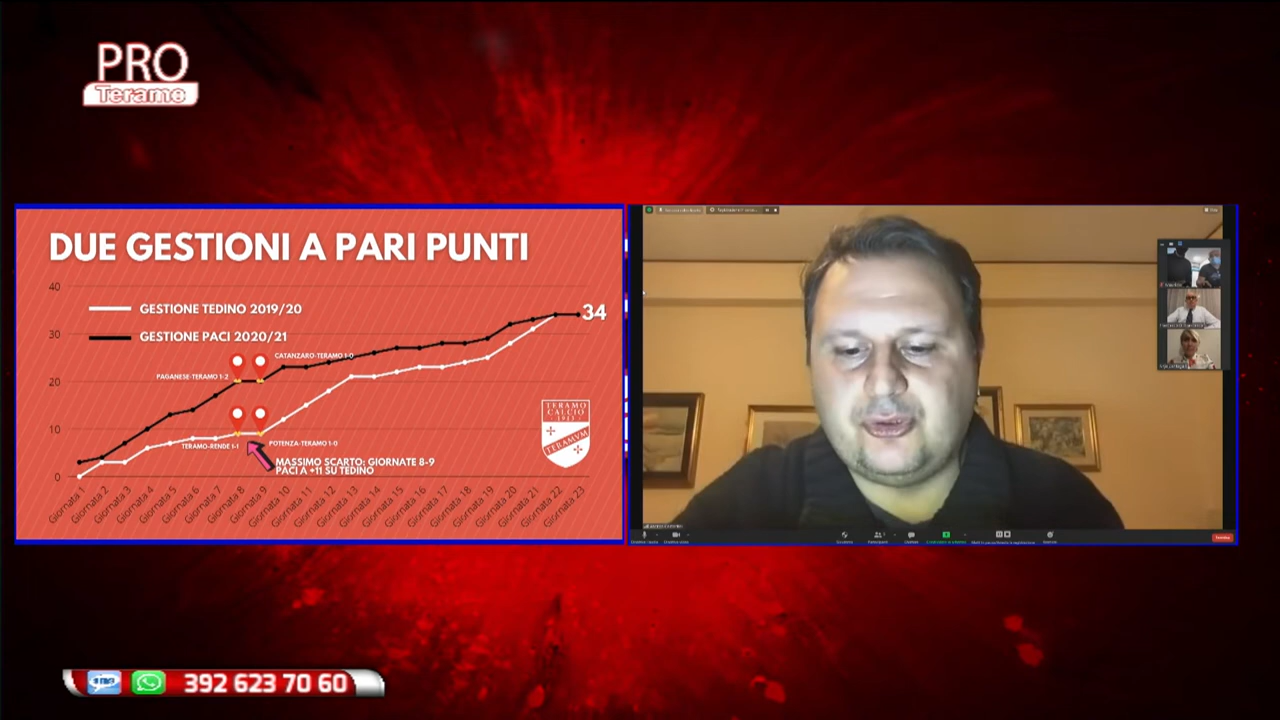 PRO
Teramo
DUE GESTIONI A PARI PUNTI
40
30
20
10
0
GESTIONE TEDINO 2019/20
GESTIONE PACI 2020/21
34
CATANZARO-TERAMO 1-0
PAGANESE-TERAMO 1-2
TERAMO-RENDE 1-1
POTENZA-TERAMO 1-0
MASSIMO SCARTO: GIORNATE 8-9
PACI A +11 SU TEDINO
TERAMO
CALCIO
1913
TERAMVM
Giornata 1
Giornata 2
Giornata 3
Giornata 4
Giornata 5
Giornata 6
Giornata 7
Giornata 8
Giornata 9
Giornata 10
Giornata 11
Giornata 12
Giornata 13
Giornata 14
Giornata 15
Giornata 16
Giornata 17
Giornata 18
Giornata 19
Giornata 20
Giornata 21
Giornata 22
Giornata 23
392 623 70 60